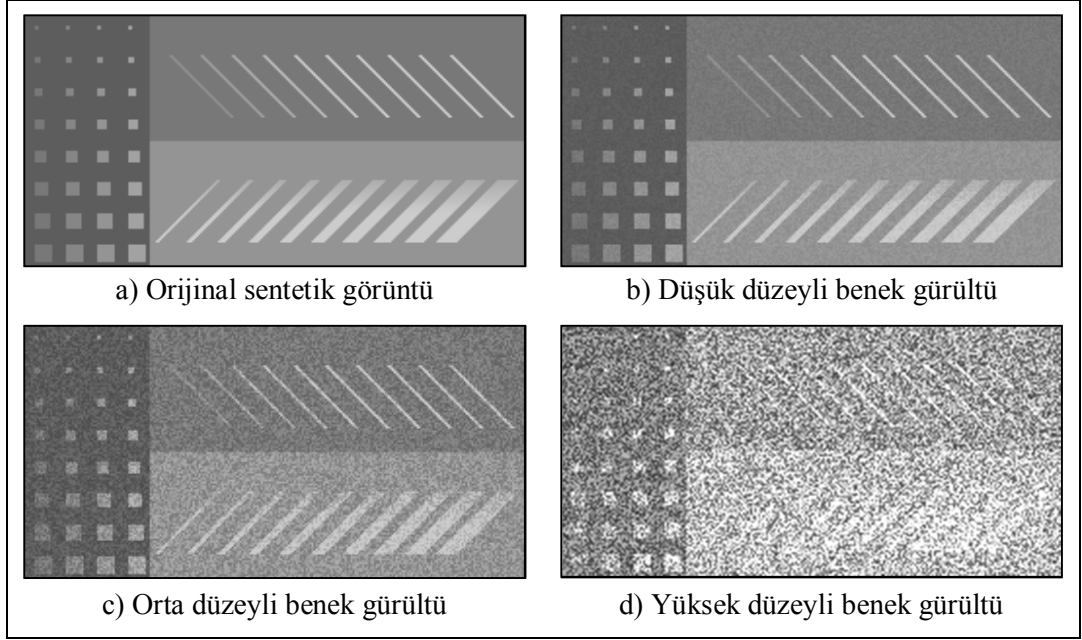 a) Orijinal sentetik görüntü
b) Düşük düzeyli benek gürültü
c) Orta düzeyli benek gürültü
d) Yüksek düzeyli benek gürültü